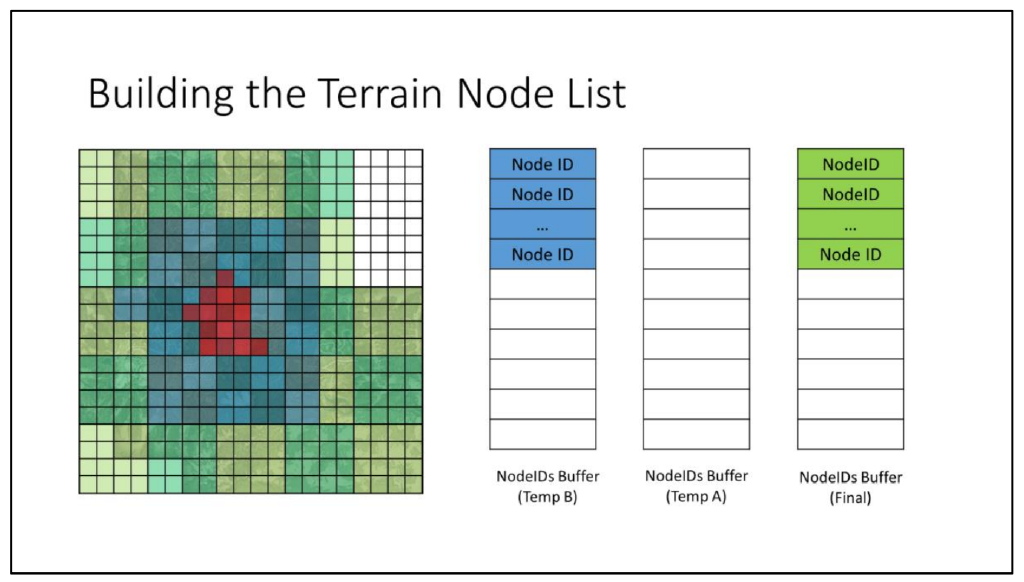 Building the Terrain Node List
Node ID
Node ID
...
Node ID
NodeIDs Buffer
(Temp B)
NodeIDs Buffer
(Temp A)
NodeID
NodeID
...
Node ID
NodeIDs Buffer
(Final)